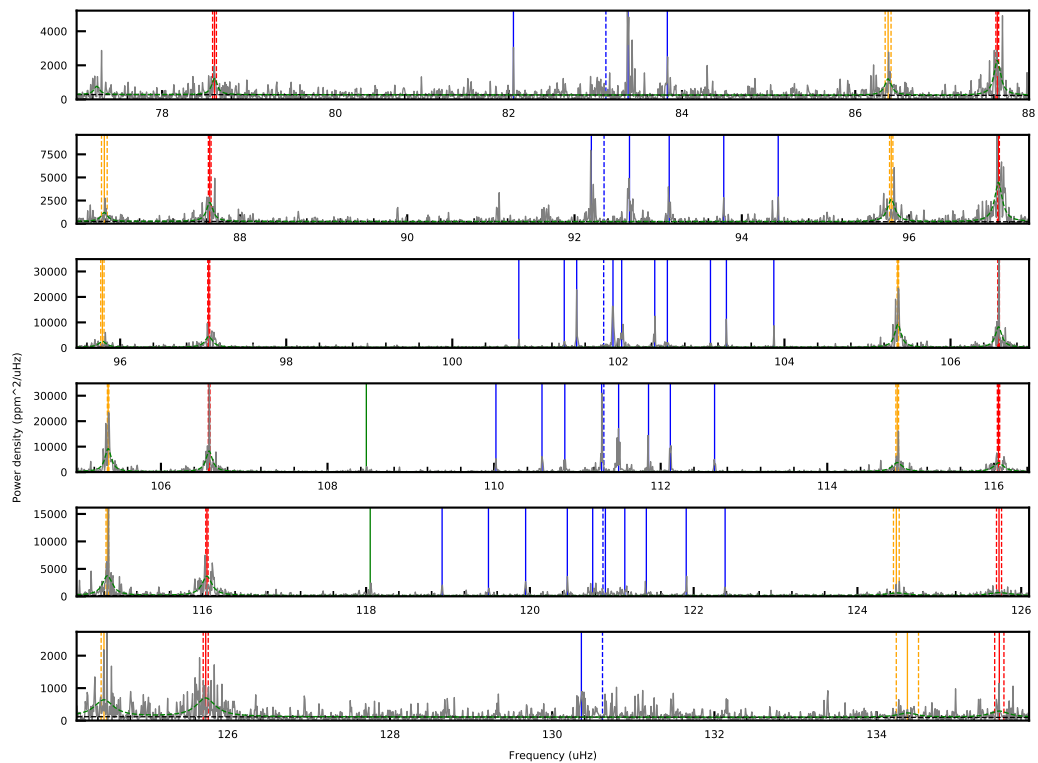 4000
2000
0
78 80 82 84 86 88
7500
5000
2500
0
88 90 92 94 96
30000
20000
10000
0
96 98 100 102 104 106
Power density (ppm^2/uHz)
30000
20000
10000
0
106 108 110 112 114 116
15000
10000
5000
0
116 118 120 122 124 126
2000
1000
0
126 128 130 132 134
Frequency (uHz)